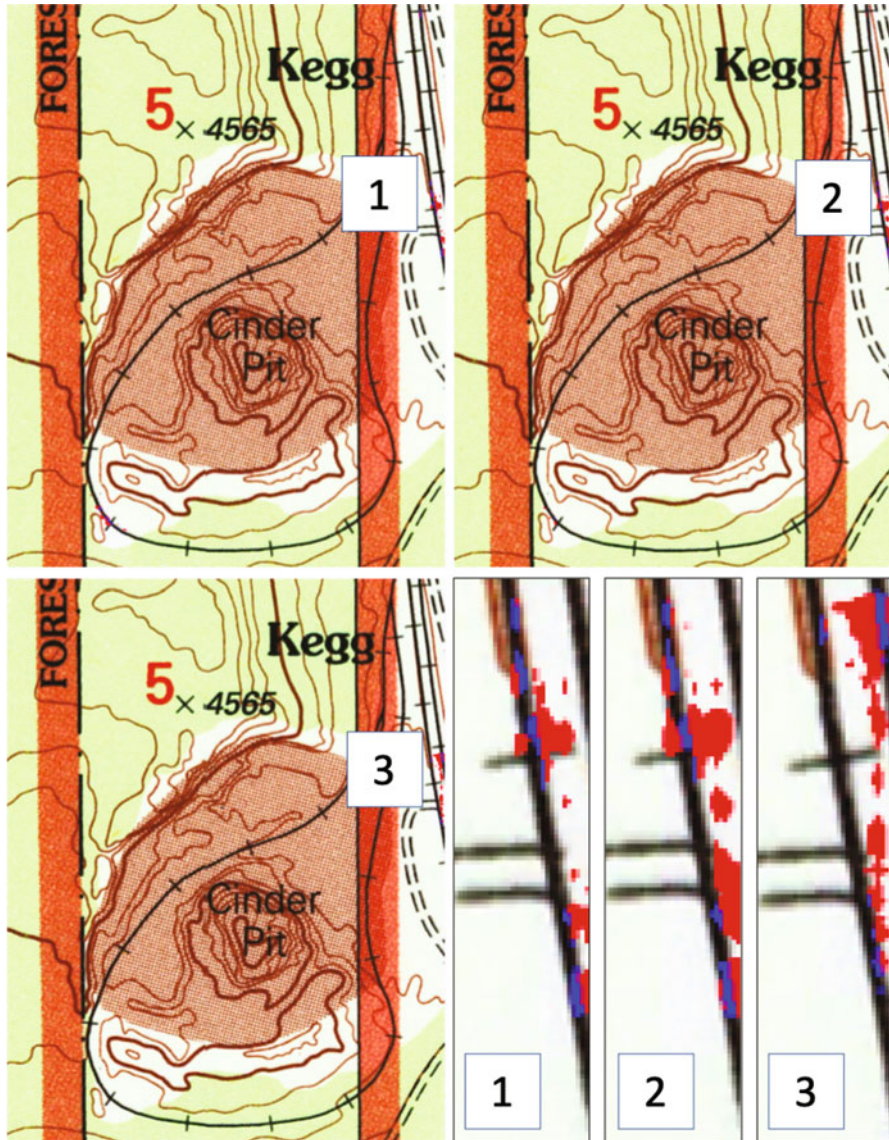 FORES
Kegg
5 × 4565
1
Cinder
Pit
FORES
Kegg
5 × 4565
2
Cinder
Pit
FORES
Kegg
5 × 4565
3
Cinder
Pit
1
2
3